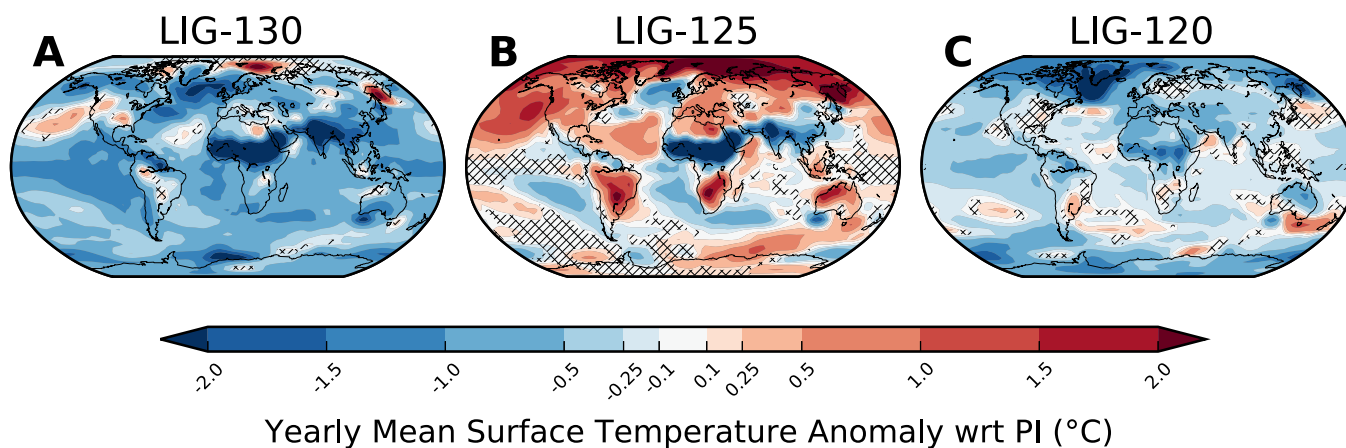 A LIG-130
B LIG-125
C LIG-120
-2.0 -1.5 -1.0 -0.5 -0.25 -0.1 0.1 0.25 0.5 1.0 1.5 2.0
Yearly Mean Surface Temperature Anomaly wrt PI (°C)